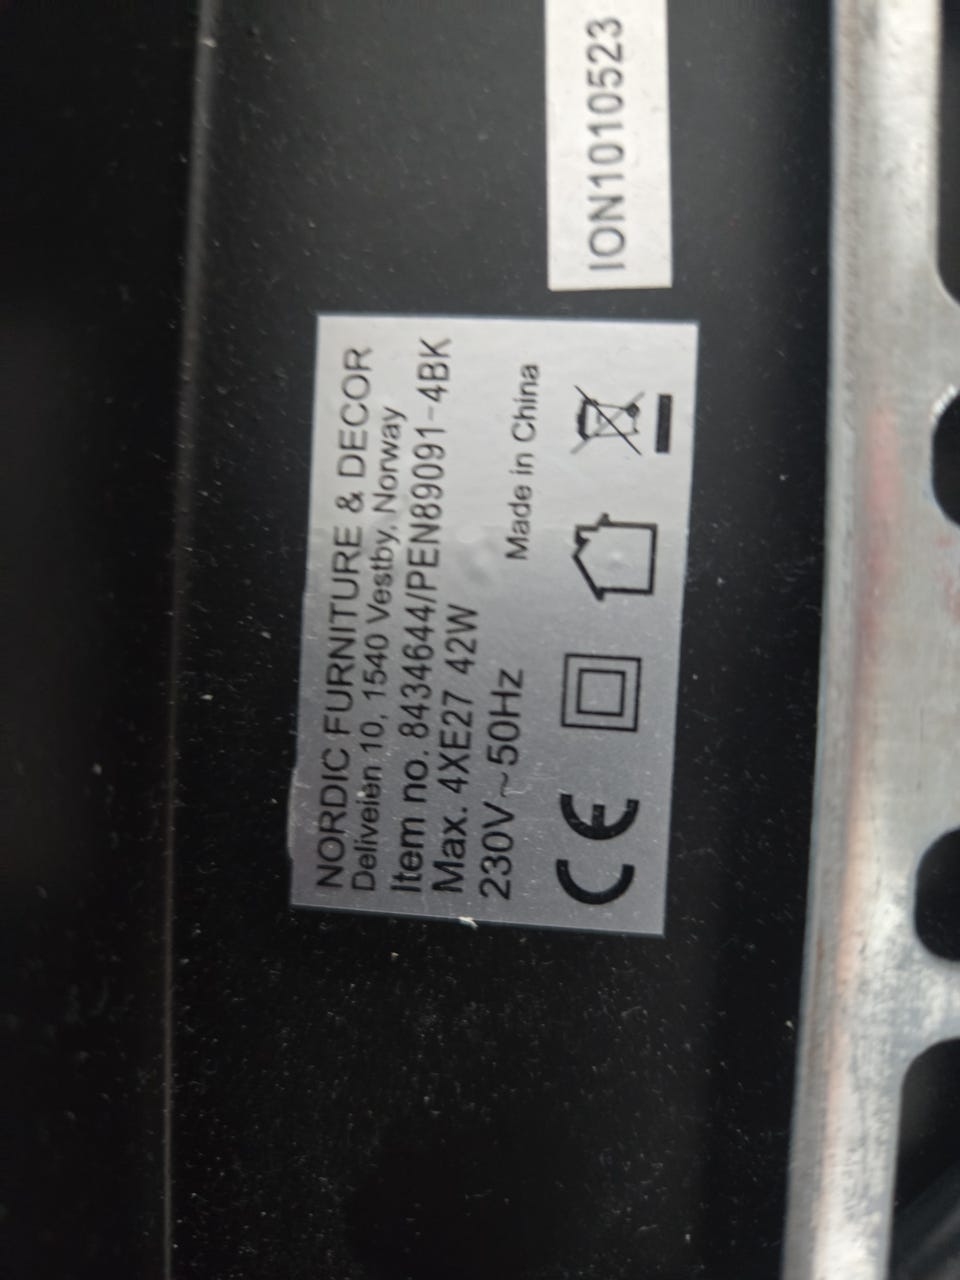 NORDIC FURNITURE & DECOR
Deliveien 10, 1540 Vestby, Norway
Item no. 8434644/PEN89091-4BK
Max. 4XE27 42W
230V~50Hz
Made in China
CE
ION1010523